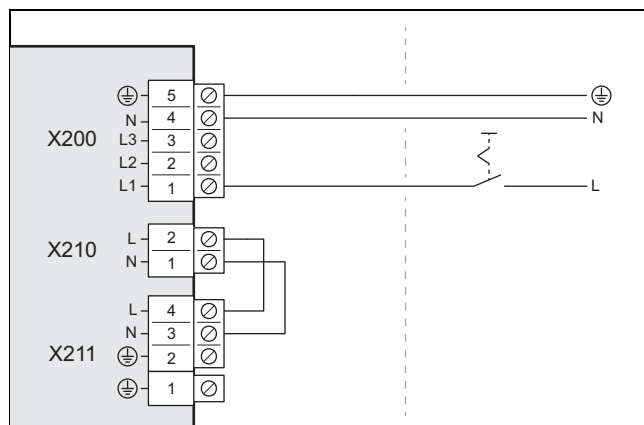 ⏚ 5 ⏚
N 4 N
X200 L3 3
L2 2
L1 1 L
X210 L 2
N 1
L 4
N 3
X211 ⏚ 2
⏚ 1